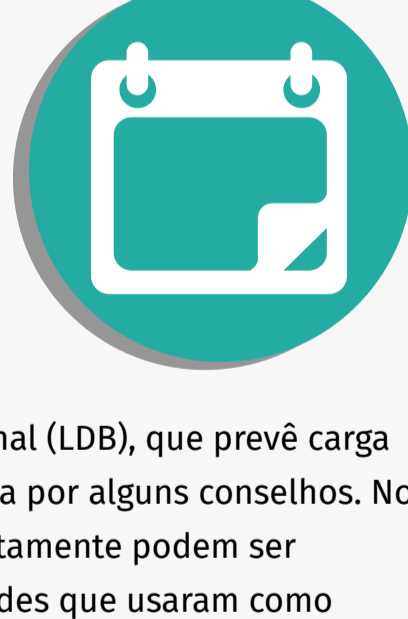 nal (LDB), que prevê carga
a por alguns conselhos. No
tamente podem ser
des que usaram como